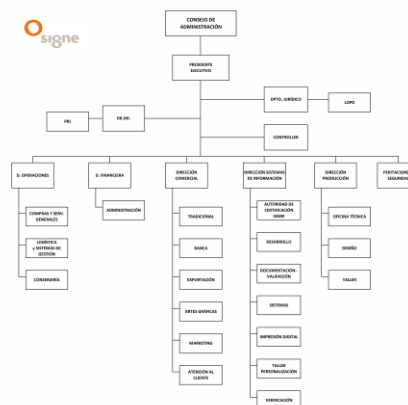 signe
CONSEJO DE
ADMINISTRACIÓN
PRESIDENTE
EJECUTIVO
DPTO. JURÍDICO
LOPD
PRL
RR.HH.
CONTROLLER
D. OPERACIONES
D. FINANCIERA
DIRECCIÓN
COMERCIAL
DIRECCIÓN SISTEMAS
DE INFORMACIÓN
DIRECCIÓN
PRODUCCIÓN
PERITACIONES
SEGURIDAD
COMPRAS Y SERV.
GENERALES
LOGÍSTICA
y SISTEMAS DE
GESTIÓN
CONSERJERÍA
ADMINISTRACIÓN
TRADICIONAL
BANCA
EXPORTACIÓN
ARTES GRÁFICAS
MARKETING
ATENCIÓN AL
CLIENTE
AUTORIDAD DE
CERTIFICACIÓN
SIGNE
DESARROLLO
DOCUMENTACIÓN -
VALIDACIÓN
SISTEMAS
IMPRESIÓN DIGITAL
TALLER
PERSONALIZACIÓN
VERIFICACIÓN
OFICINA TÉCNICA
DISEÑO
TALLER